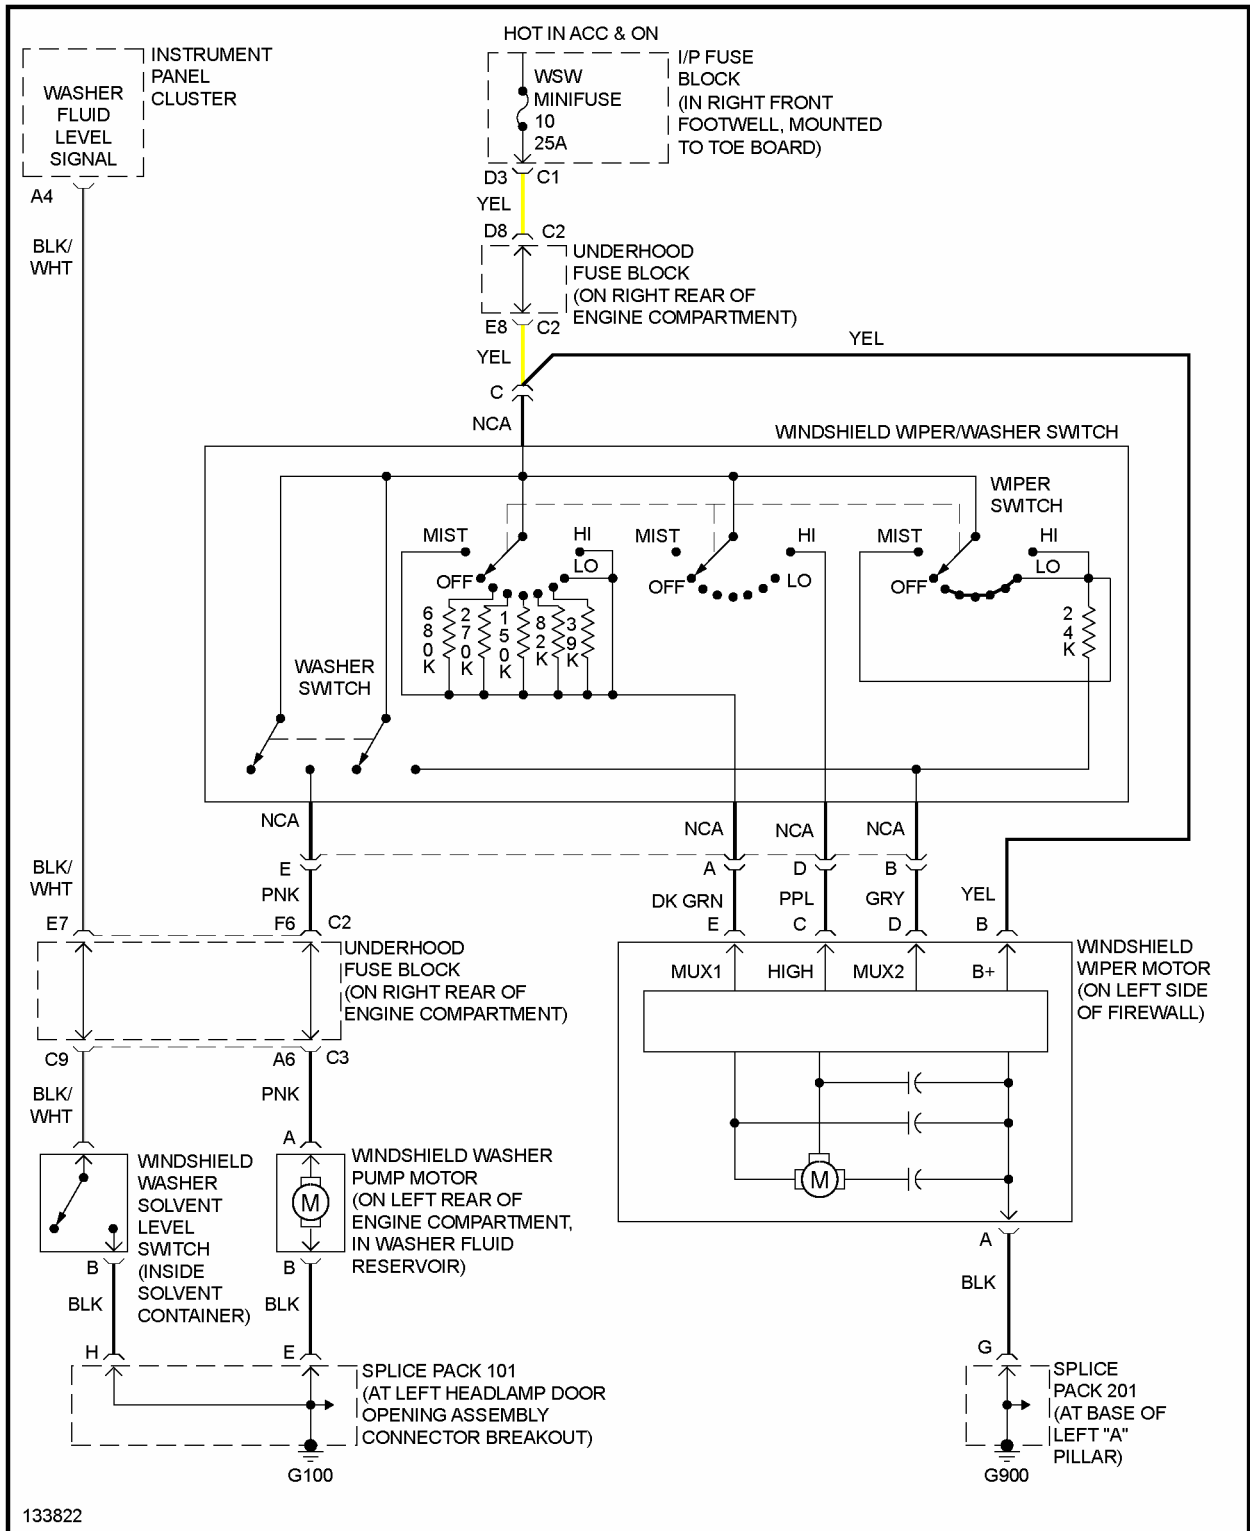 HOT IN ACC & ON
INSTRUMENT
PANEL
CLUSTER
WASHER
FLUID
LEVEL
SIGNAL
A4
BLK/
WHT
WSW
MINIFUSE
10
25A
I/P FUSE
BLOCK
(IN RIGHT FRONT
FOOTWELL, MOUNTED
TO TOE BOARD)
D3 C1
YEL
D8 C2
UNDERHOOD
FUSE BLOCK
(ON RIGHT REAR OF
ENGINE COMPARTMENT)
E8 C2
YEL
YEL
C
NCA
WINDSHIELD WIPER/WASHER SWITCH
WIPER
SWITCH
MIST HI
OFF LO
MIST HI
OFF LO
MIST HI
OFF LO
680K
270K
150K
82K
39K
24K
WASHER
SWITCH
NCA
NCA
NCA
NCA
E
A
D
B
PNK
DK GRN
PPL
GRY
YEL
BLK/
WHT
E7
F6 C2
E
C
D
B
UNDERHOOD
FUSE BLOCK
(ON RIGHT REAR OF
ENGINE COMPARTMENT)
MUX1
HIGH
MUX2
B+
WINDSHIELD
WIPER MOTOR
(ON LEFT SIDE
OF FIREWALL)
C9
A6 C3
BLK/
WHT
PNK
A
WINDSHIELD
WASHER
SOLVENT
LEVEL
SWITCH
(INSIDE
SOLVENT
CONTAINER)
M
WINDSHIELD WASHER
PUMP MOTOR
(ON LEFT REAR OF
ENGINE COMPARTMENT,
IN WASHER FLUID
RESERVOIR)
M
B
B
BLK
BLK
A
BLK
H
E
G
SPLICE PACK 101
(AT LEFT HEADLAMP DOOR
OPENING ASSEMBLY
CONNECTOR BREAKOUT)
SPLICE
PACK 201
(AT BASE OF
LEFT "A"
PILLAR)
G100
G900
133822